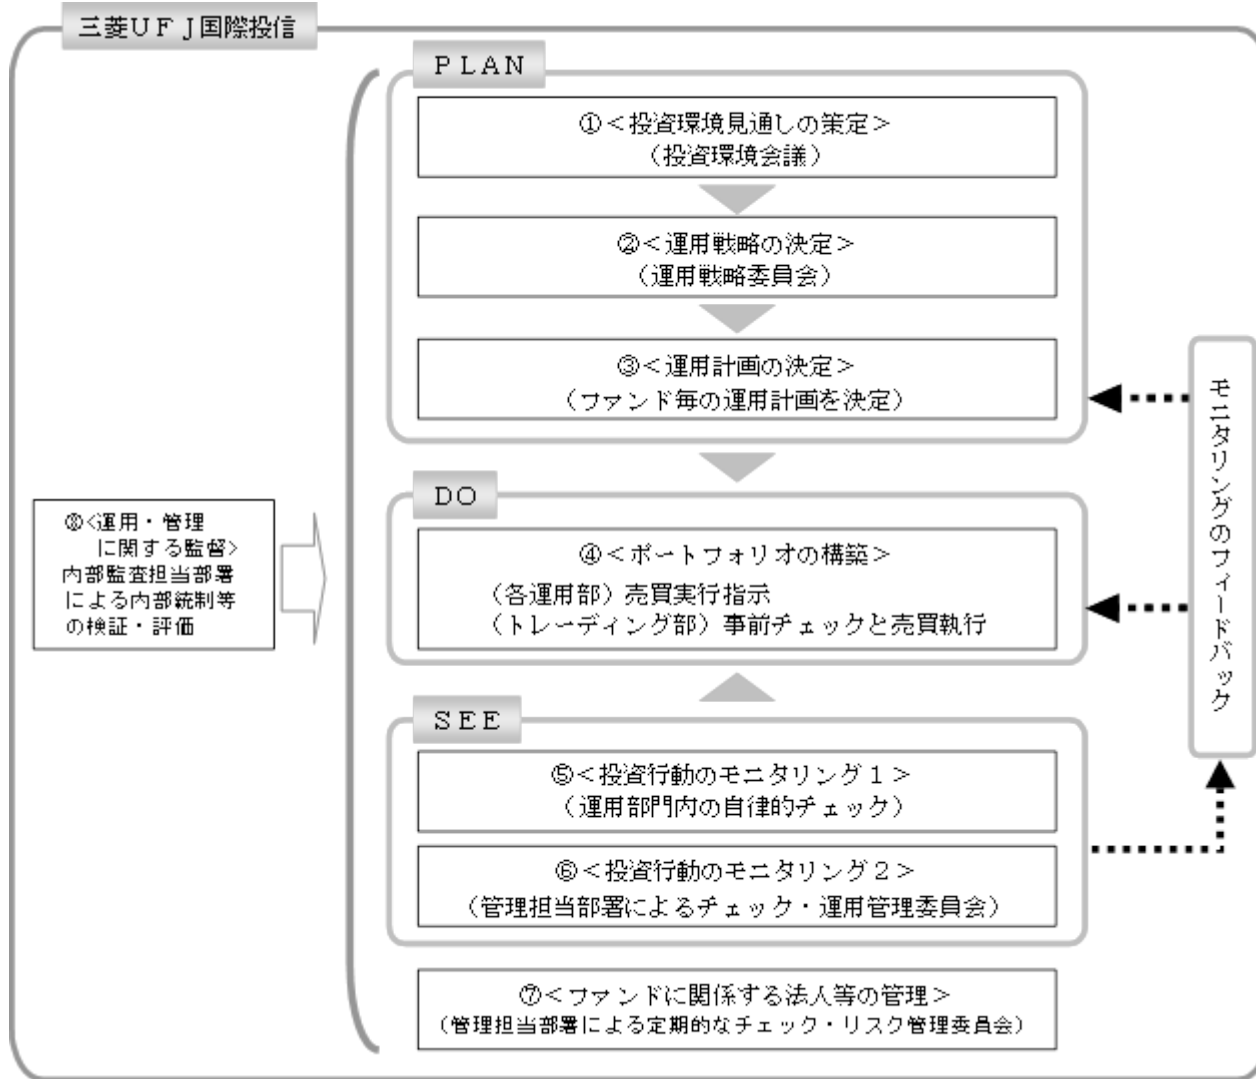 三菱ＵＦＪ国際投信
ＰＬＡＮ
①＜投資環境見通しの策定＞
（投資環境会議）
②＜運用戦略の決定＞
（運用戦略委員会）
③＜運用計画の決定＞
（ファンド毎の運用計画を決定）
ＤＯ
④＜ポートフォリオの構築＞
（各運用部）売買実行指示
（トレーディング部）事前チェックと売買執行
ＳＥＥ
⑤＜投資行動のモニタリング１＞
（運用部門内の自律的チェック）
⑥＜投資行動のモニタリング２＞
（管理担当部署によるチェック・運用管理委員会）
⑦＜ファンドに関係する法人等の管理＞
（管理担当部署による定期的なチェック・リスク管理委員会）
⑧<運用・管理
に関する監督>
内部監査担当部署
による内部統制等
の検証・評価
モニタリングのフィードバック